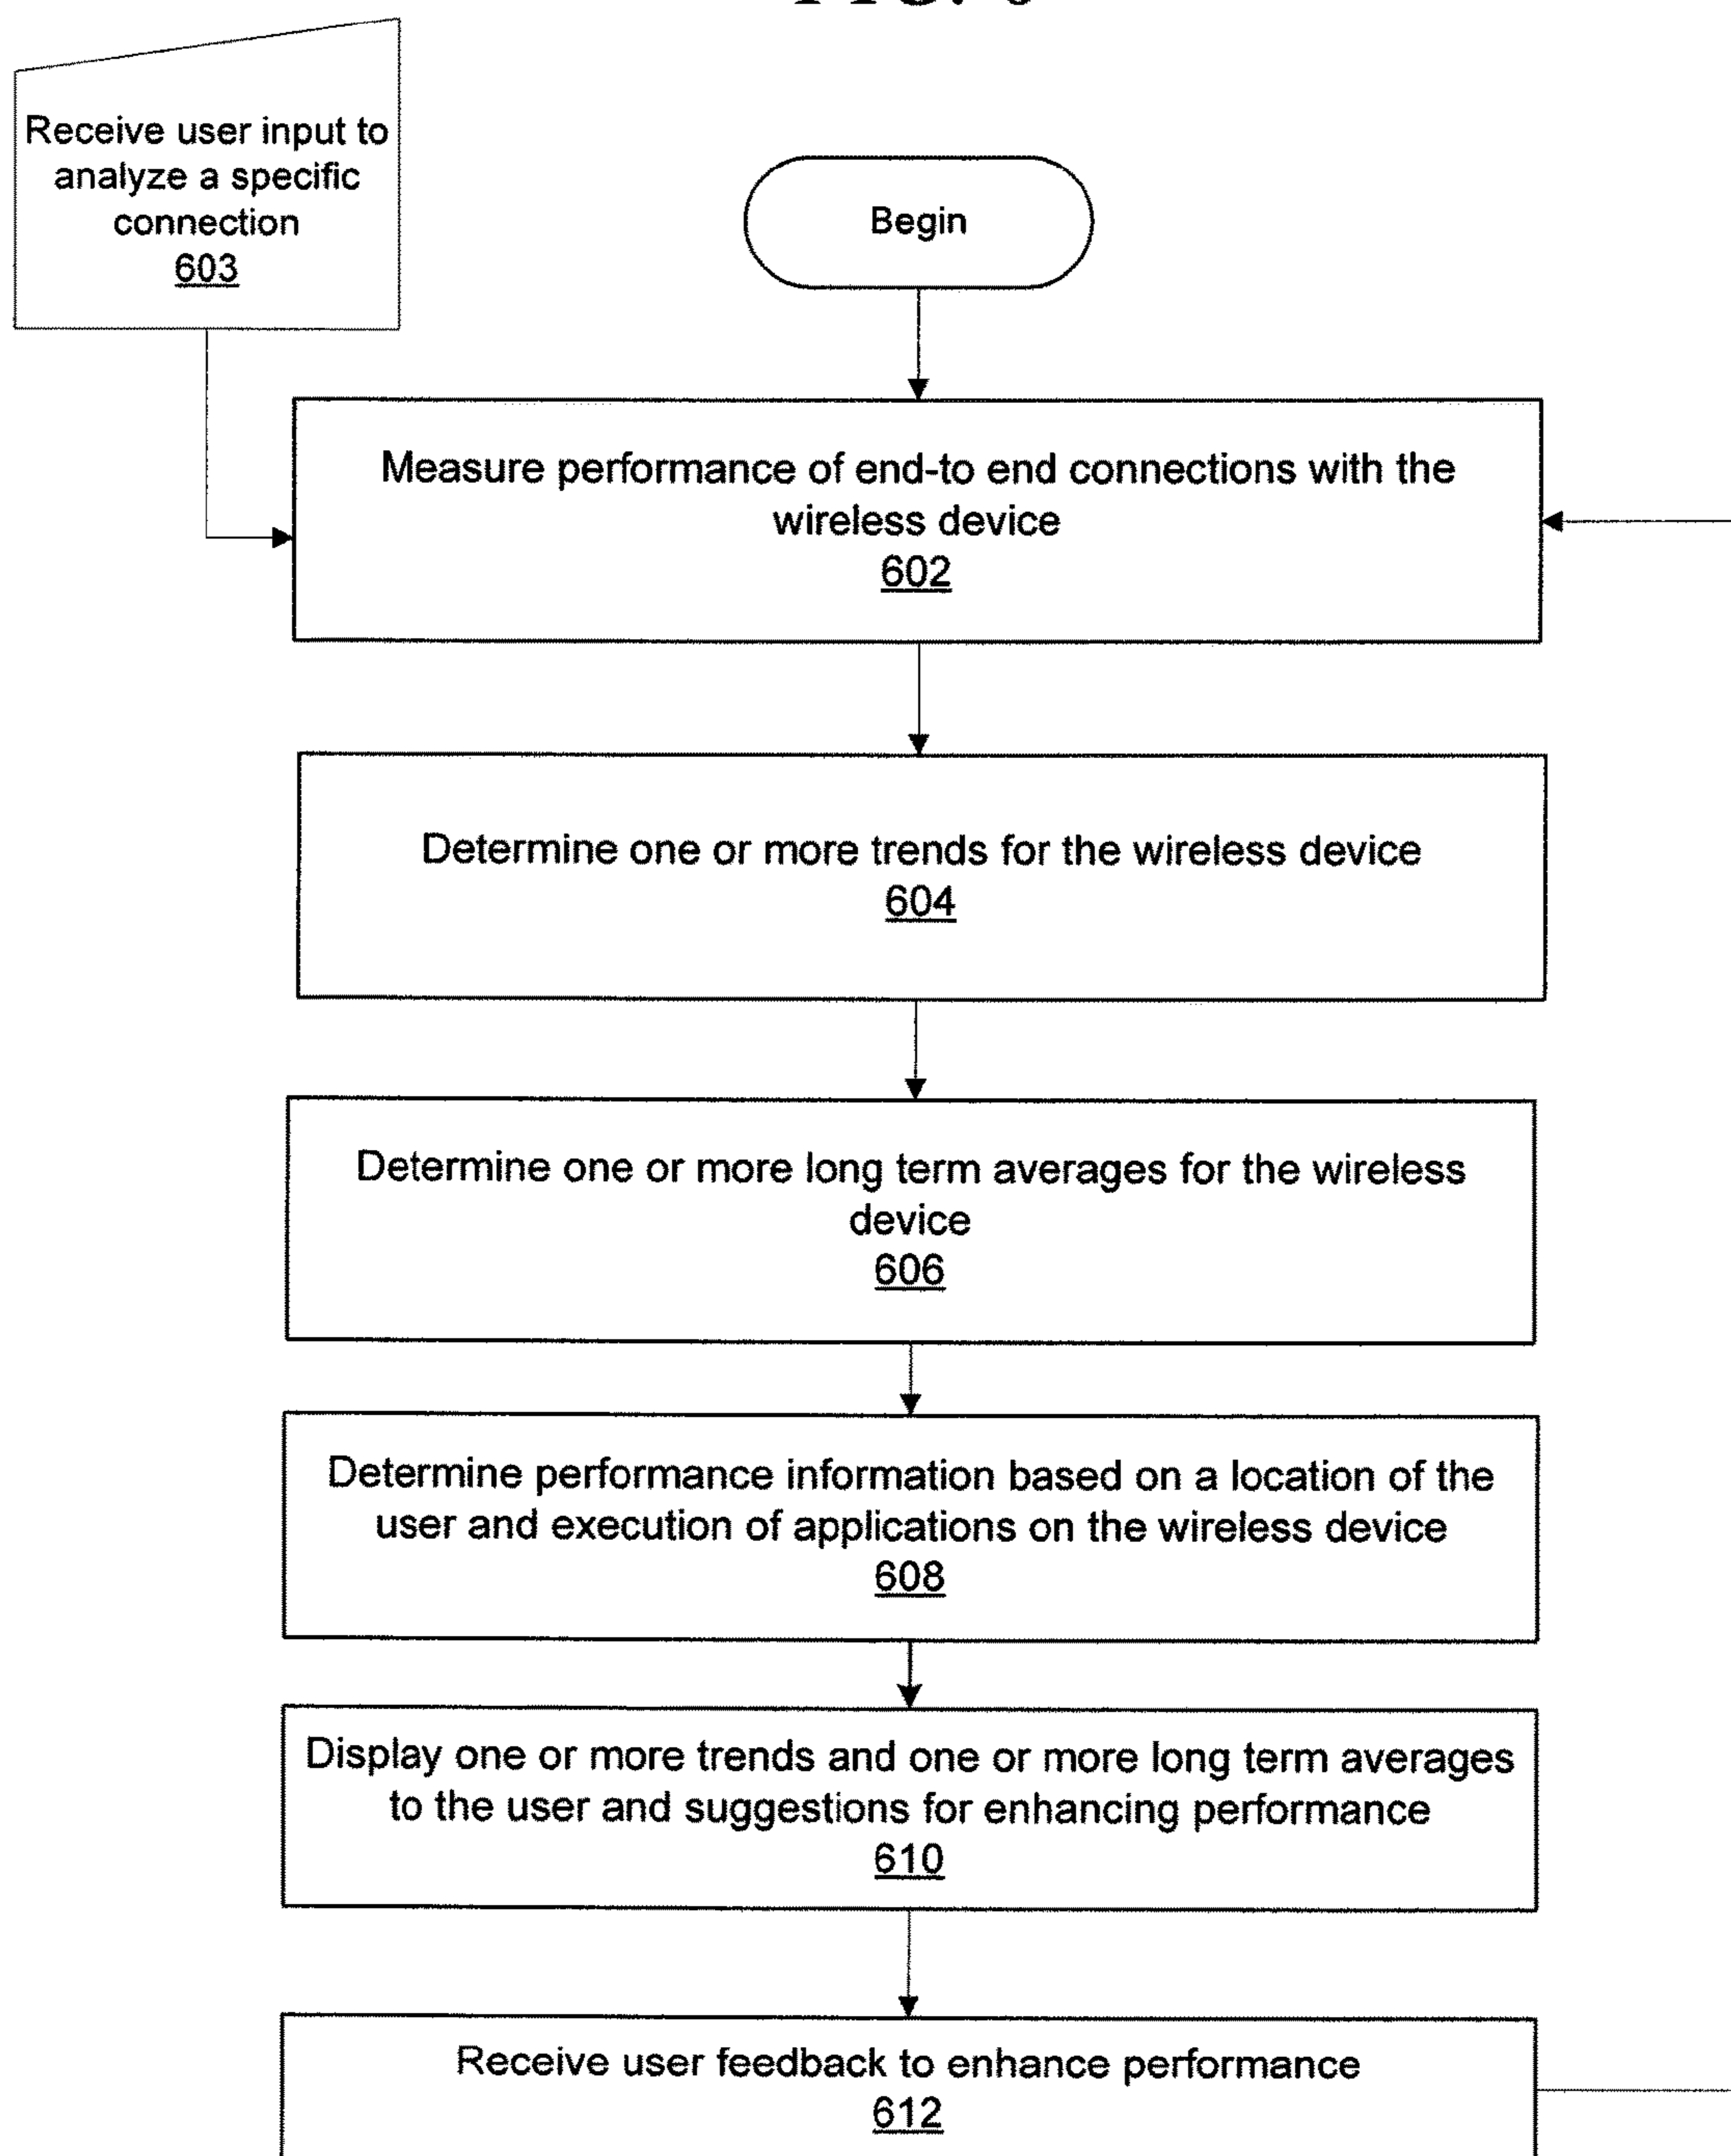 Receive user input to
analyze a specific
connection
603
Begin
Measure performance of end-to end connections with the
wireless device
602
Determine one or more trends for the wireless device
604
Determine one or more long term averages for the wireless
device
606
Determine performance information based on a location of the
user and execution of applications on the wireless device
608
Display one or more trends and one or more long term averages
to the user and suggestions for enhancing performance
610
Receive user feedback to enhance performance
612